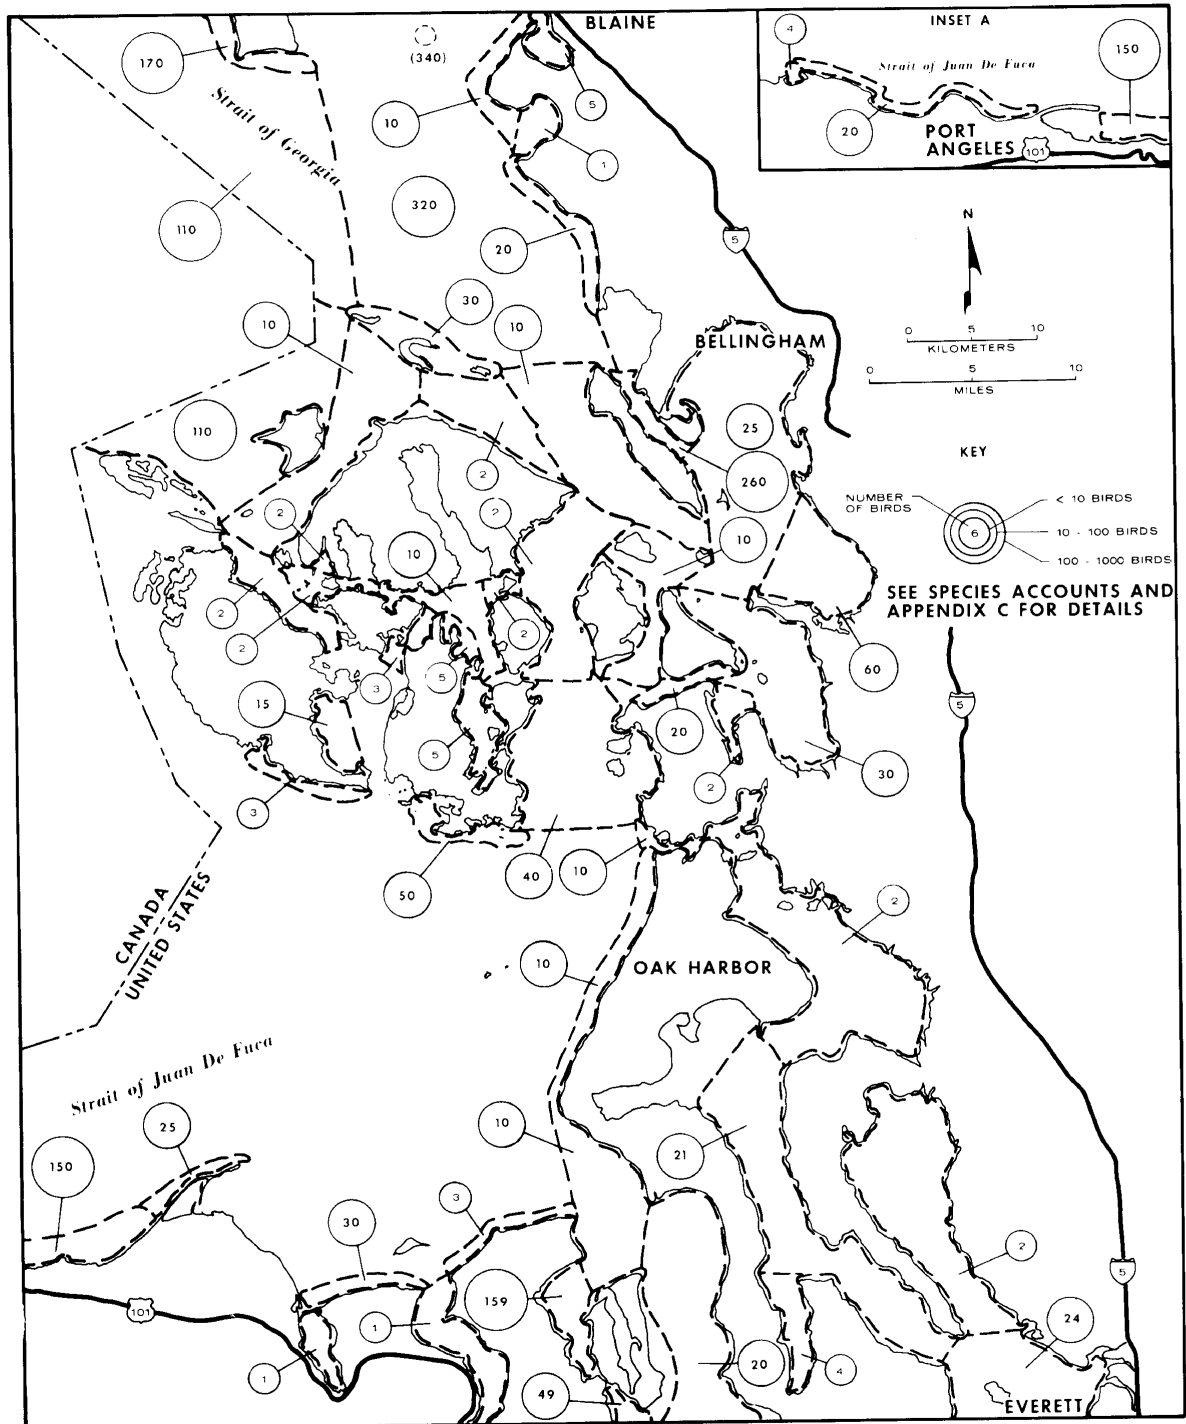 BLAINE
INSET A
4
Strait of Juan De Fuca
150
20
PORT
ANGELES
101
170
(340)
Strait of Georgia
10
5
1
320
110
20
5
N
0 5 10
KILOMETERS
0 5 10
MILES
30
10
10
BELLINGHAM
110
25
260
KEY
NUMBER
OF BIRDS
6
< 10 BIRDS
10 - 100 BIRDS
100 - 1000 BIRDS
SEE SPECIES ACCOUNTS AND
APPENDIX C FOR DETAILS
2
2
2
10
10
2
2
2
3
5
60
15
20
5
5
30
2
3
50
40
10
CANADA
UNITED STATES
2
10
OAK HARBOR
Strait of Juan De Fuca
25
10
150
21
3
30
2
5
101
159
1
24
1
20
4
49
EVERETT